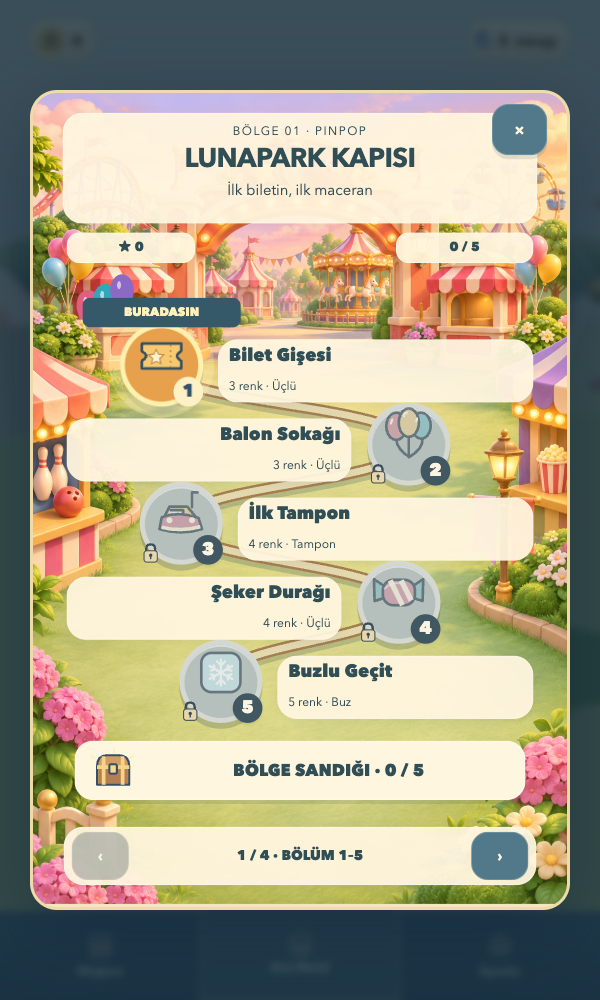 BÖLGE 01 · PINPOP
LUNAPARK KAPISI
İlk biletin, ilk maceran
×
★ 0
0 / 5
BURADASIN
1
Bilet Gişesi
3 renk · Üçlü
Balon Sokağı
3 renk · Üçlü
2
İlk Tampon
4 renk · Tampon
3
Şeker Durağı
4 renk · Üçlü
4
Buzlu Geçit
5 renk · Buz
5
BÖLGE SANDIĞI · 0 / 5
‹
1 / 4 · BÖLÜM 1–5
›